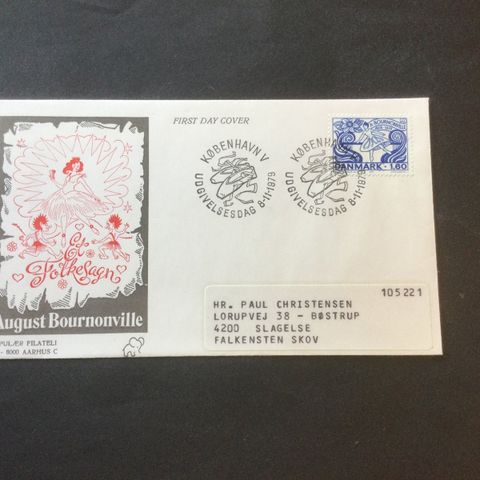 FIRST DAY COVER
KØBENHAVN V
UDGIVELSESDAG 8-11-1979
KØBENHAVN V
UDGIVELSESDAG 8-11-1979
A. BOURNONVILLE
DANMARK 1.60
Et
Folkesagn
August Bournonville
PULÆR FILATELI
- 8000 AARHUS C
105221
HR. PAUL CHRISTENSEN
LORUPVEJ 38 - BØSTRUP
4200 SLAGELSE
FALKENSTEN SKOV